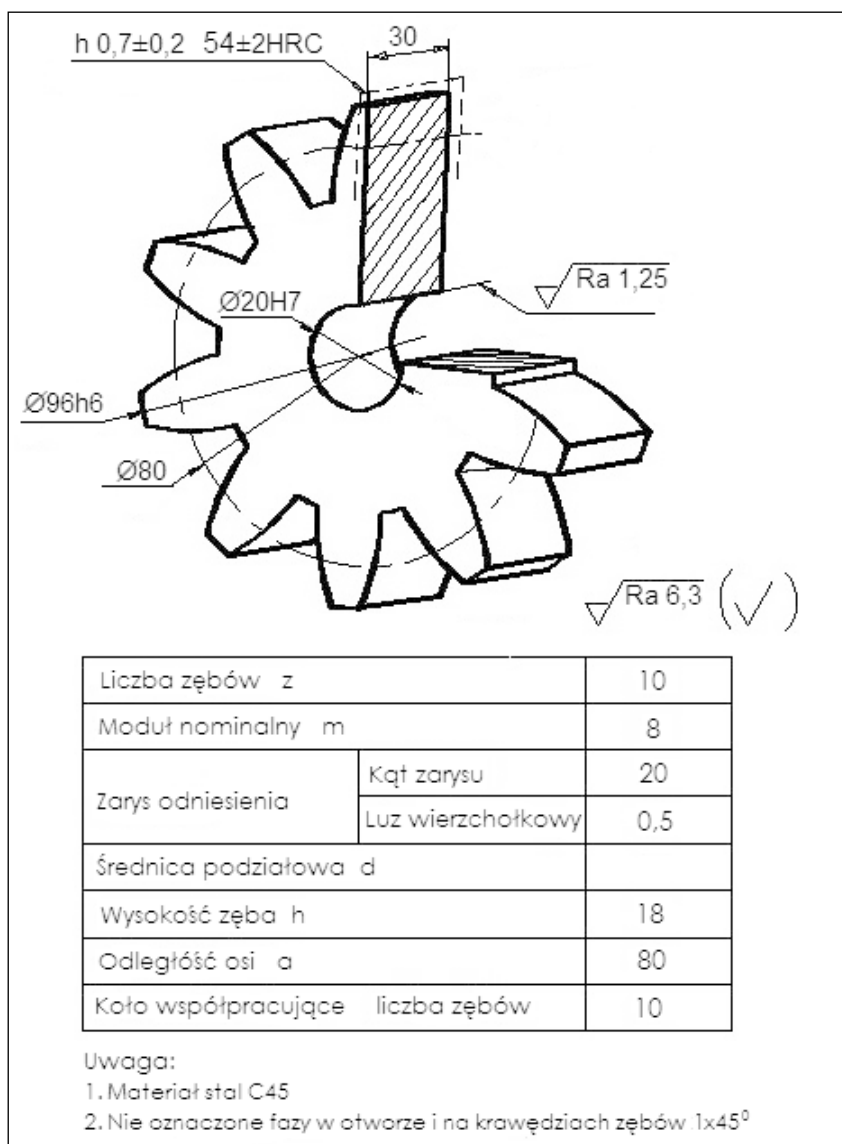 h 0,7±0,2 54±2HRC
30
Ra 1,25
Ø20H7
Ø96h6
Ø80
Ra 6,3
Liczba zębów z 10
Moduł nominalny m 8
Zarys odniesienia Kąt zarysu 20
Luz wierzchołkowy 0,5
Średnica podziałowa d
Wysokość zęba h 18
Odległóść osi a 80
Koło współpracujące liczba zębów 10
Uwaga:
1. Materiał stal C45
2. Nie oznaczone fazy w otworze i na krawędziach zębów 1x45⁰